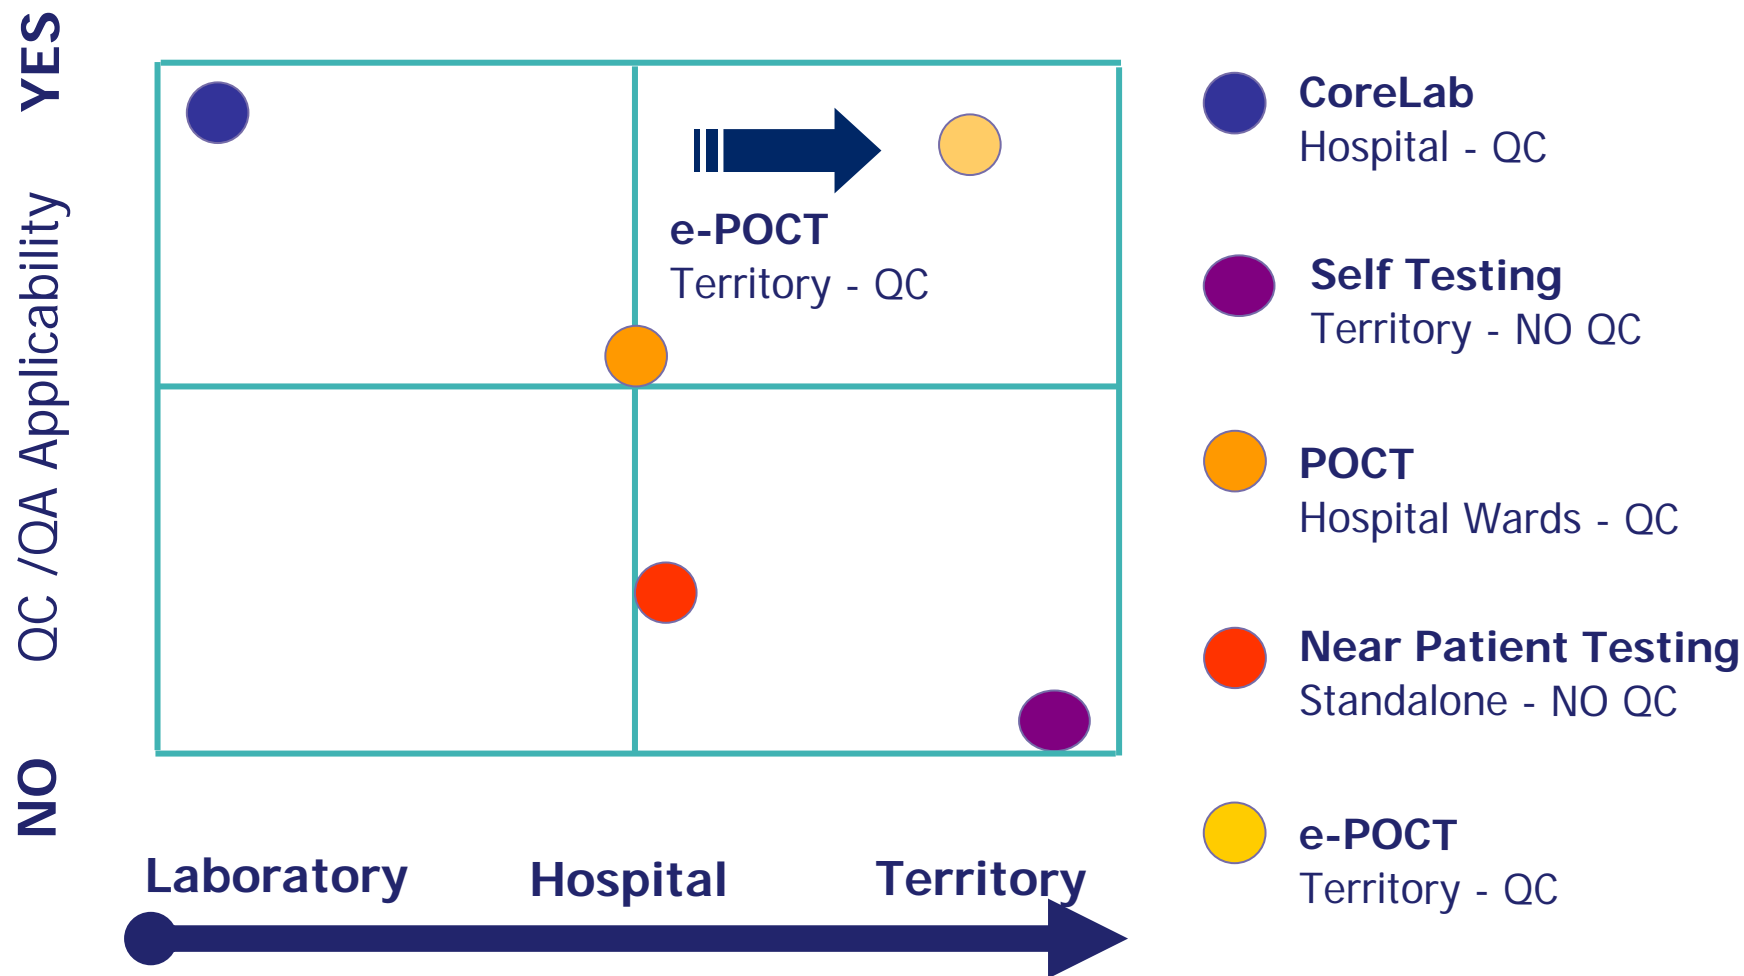 YES
QC /QA Applicability
NO
e-POCT
Territory - QC
Laboratory
Hospital
Territory
CoreLab
Hospital - QC
Self Testing
Territory - NO QC
POCT
Hospital Wards - QC
Near Patient Testing
Standalone - NO QC
e-POCT
Territory - QC